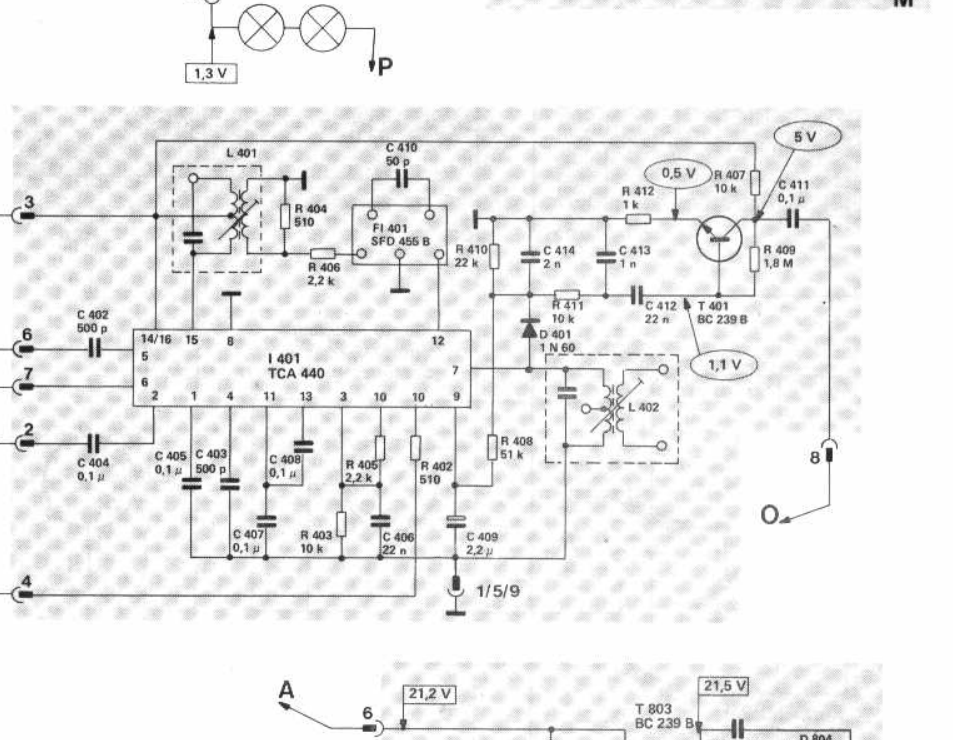 M
P
1,3 V
L 401
C 410
50 p
5 V
0,5 V
R 407
10 k
C 411
0,1 µ
3
R 404
510
FI 401
SFD 455 B
R 412
1 k
R 406
2,2 k
R 410
22 k
C 414
2 n
C 413
1 n
R 409
1,8 M
R 411
10 k
C 412
22 n
T 401
BC 239 B
6
C 402
500 p
14/16
15
8
12
D 401
1 N 60
1,1 V
5
I 401
TCA 440
7
7
6
2
1
4
11
13
3
10
10
9
L 402
2
C 404
0,1 µ
C 405
0,1 µ
C 403
500 p
C 408
0,1 µ
R 405
2,2 k
R 402
510
R 408
51 k
8
C 407
0,1 µ
R 403
10 k
C 406
22 n
C 409
2,2 µ
O
4
1/5/9
A
6
21,2 V
T 803
BC 239 B
21,5 V
D 804